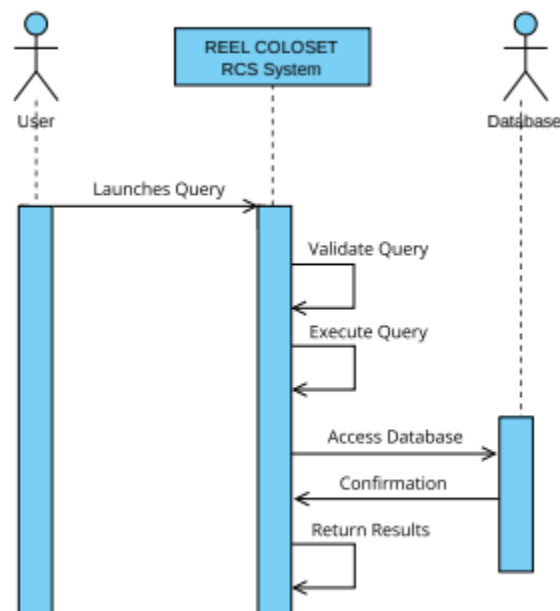 REEL COLOSET
RCS System
User
Database
Launches Query
Validate Query
Execute Query
Access Database
Confirmation
Return Results